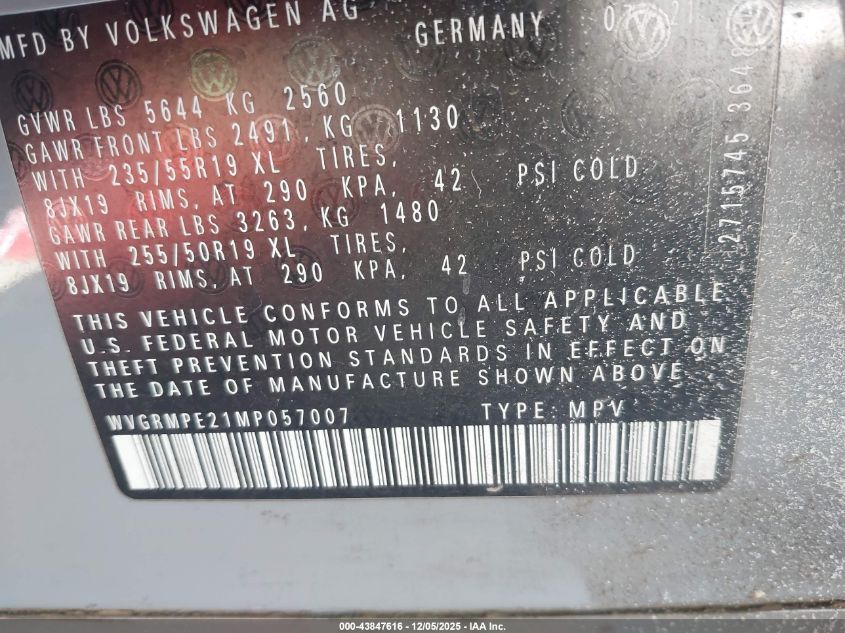 MFD BY VOLKSWAGEN AG GERMANY
GVWR LBS 5644 KG 2560
GAWR FRONT LBS 2491, KG 1130
WITH 235/55R19 XL TIRES,
8JX19 RIMS, AT 290 KPA, 42 PSI COLD
GAWR REAR LBS 3263, KG 1480
WITH 255/50R19 XL TIRES,
8JX19 RIMS, AT 290 KPA, 42 PSI COLD
THIS VEHICLE CONFORMS TO ALL APPLICABLE
U.S. FEDERAL MOTOR VEHICLE SAFETY AND
THEFT PREVENTION STANDARDS IN EFFECT ON
THE DATE OF MANUFACTURE SHOWN ABOVE
WVGRMPE21MP057007 TYPE: MPV
2715745 3648
000-43847616 - 12/05/2025 - IAA Inc.